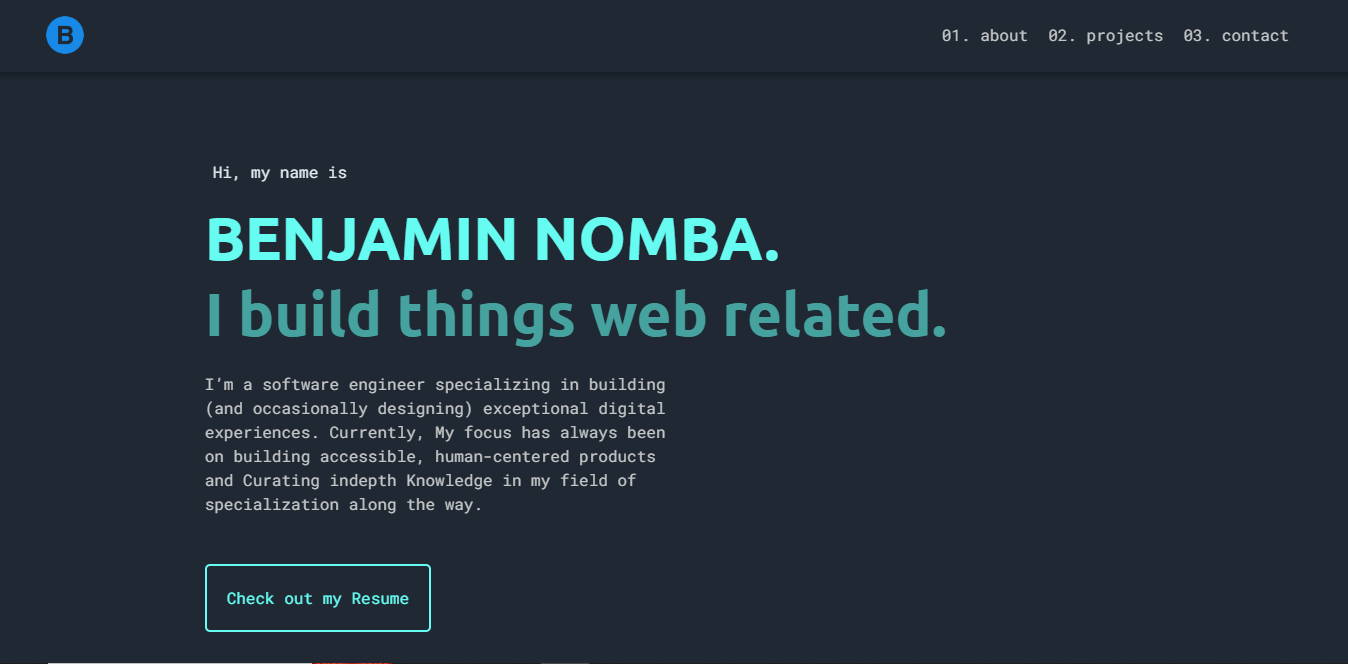 B
01. about 02. projects 03. contact
Hi, my name is
BENJAMIN NOMBA.
I build things web related.
I’m a software engineer specializing in building
(and occasionally designing) exceptional digital
experiences. Currently, My focus has always been
on building accessible, human-centered products
and Curating indepth Knowledge in my field of
specialization along the way.
Check out my Resume